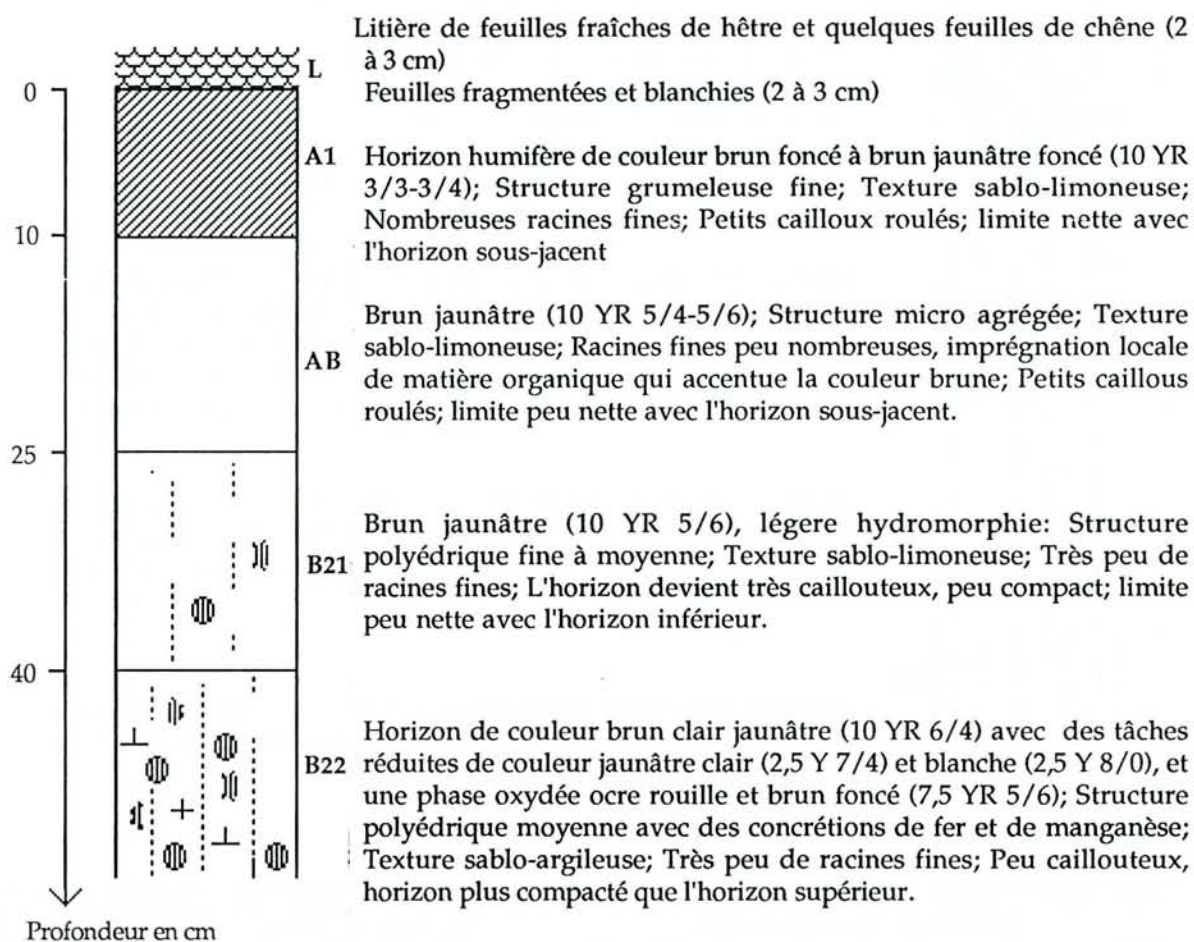 Litière de feuilles fraîches de hêtre et quelques feuilles de chêne (2
à 3 cm)
L
Feuilles fragmentées et blanchies (2 à 3 cm)
0
A1
Horizon humifère de couleur brun foncé à brun jaunâtre foncé (10 YR
3/3-3/4); Structure grumeleuse fine; Texture sablo-limoneuse;
Nombreuses racines fines; Petits cailloux roulés; limite nette avec
l'horizon sous-jacent
10
Brun jaunâtre (10 YR 5/4-5/6); Structure micro agrégée; Texture
sablo-limoneuse; Racines fines peu nombreuses, imprégnation locale
AB
de matière organique qui accentue la couleur brune; Petits caillous
roulés; limite peu nette avec l'horizon sous-jacent.
25
Brun jaunâtre (10 YR 5/6), légere hydromorphie: Structure
polyédrique fine à moyenne; Texture sablo-limoneuse; Très peu de
B21
racines fines; L'horizon devient très caillouteux, peu compact; limite
peu nette avec l'horizon inférieur.
40
Horizon de couleur brun clair jaunâtre (10 YR 6/4) avec des tâches
B22
réduites de couleur jaunâtre clair (2,5 Y 7/4) et blanche (2,5 Y 8/0), et
une phase oxydée ocre rouille et brun foncé (7,5 YR 5/6); Structure
polyédrique moyenne avec des concrétions de fer et de manganèse;
Texture sablo-argileuse; Très peu de racines fines; Peu caillouteux,
horizon plus compacté que l'horizon supérieur.
Profondeur en cm